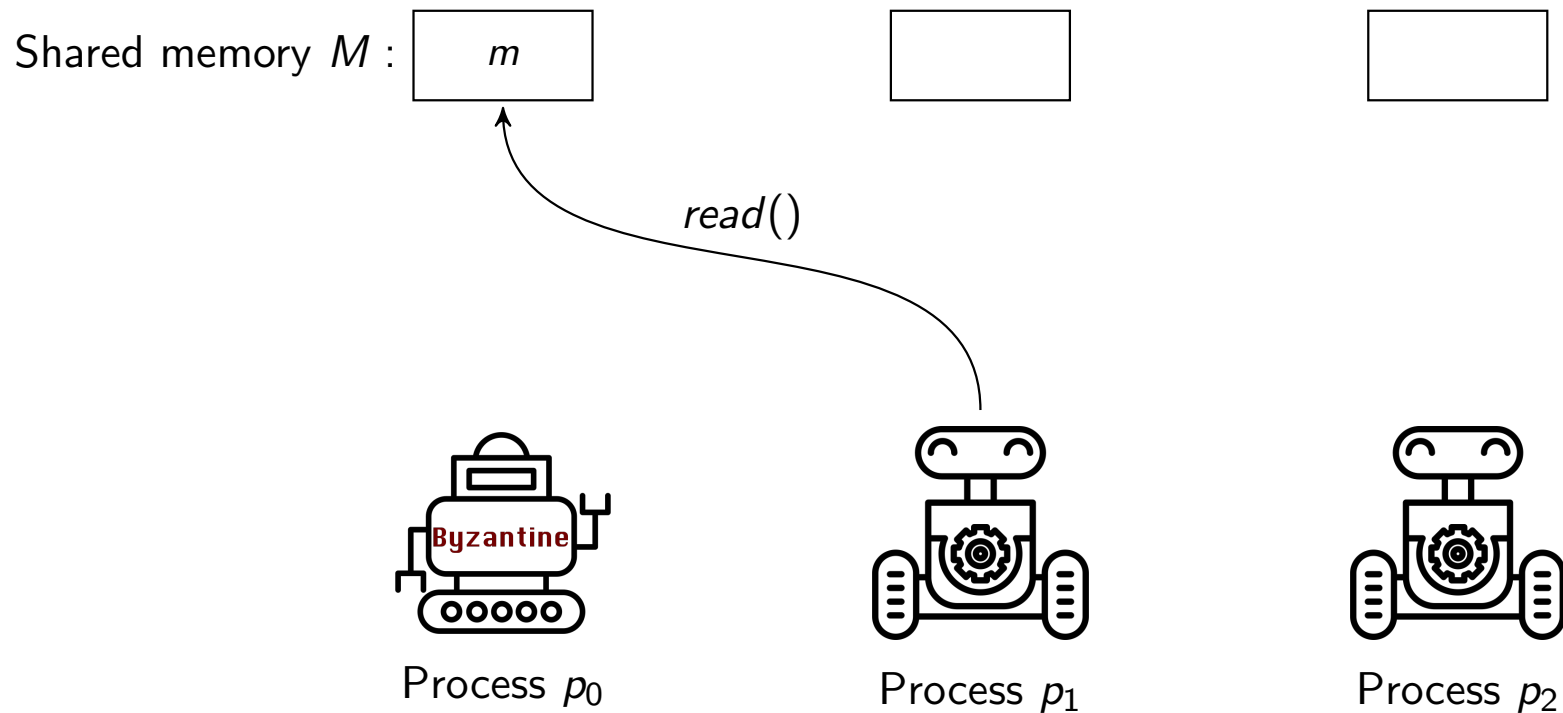 Shared memory M : m
read()
Byzantine
Process p₀ Process p₁ Process p₂